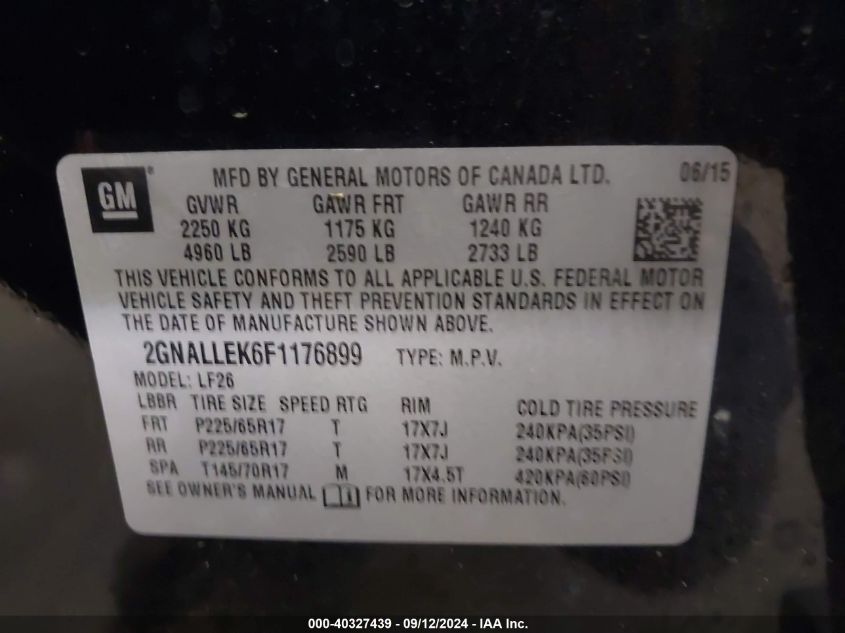 GM ® MFD BY GENERAL MOTORS OF CANADA LTD. 06/15
GVWR GAWR FRT GAWR RR
2250 KG 1175 KG 1240 KG
4960 LB 2590 LB 2733 LB
THIS VEHICLE CONFORMS TO ALL APPLICABLE U.S. FEDERAL MOTOR
VEHICLE SAFETY AND THEFT PREVENTION STANDARDS IN EFFECT ON
THE DATE OF MANUFACTURE SHOWN ABOVE.
2GNALLEK6F1176899 TYPE: M.P.V.
MODEL: LF26
LBBR TIRE SIZE SPEED RTG RIM COLD TIRE PRESSURE
FRT P225/65R17 T 17X7J 240KPA(35PSI)
RR P225/65R17 T 17X7J 240KPA(35PSI)
SPA T145/70R17 M 17X4.5T 420KPA(60PSI)
SEE OWNER'S MANUAL FOR MORE INFORMATION.
000-40327439 - 09/12/2024 - IAA Inc.